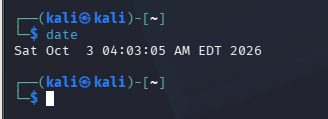 ┌──(kali㉿kali)-[~]
└─$ date
Sat Oct  3 04:03:05 AM EDT 2026
┌──(kali㉿kali)-[~]
└─$